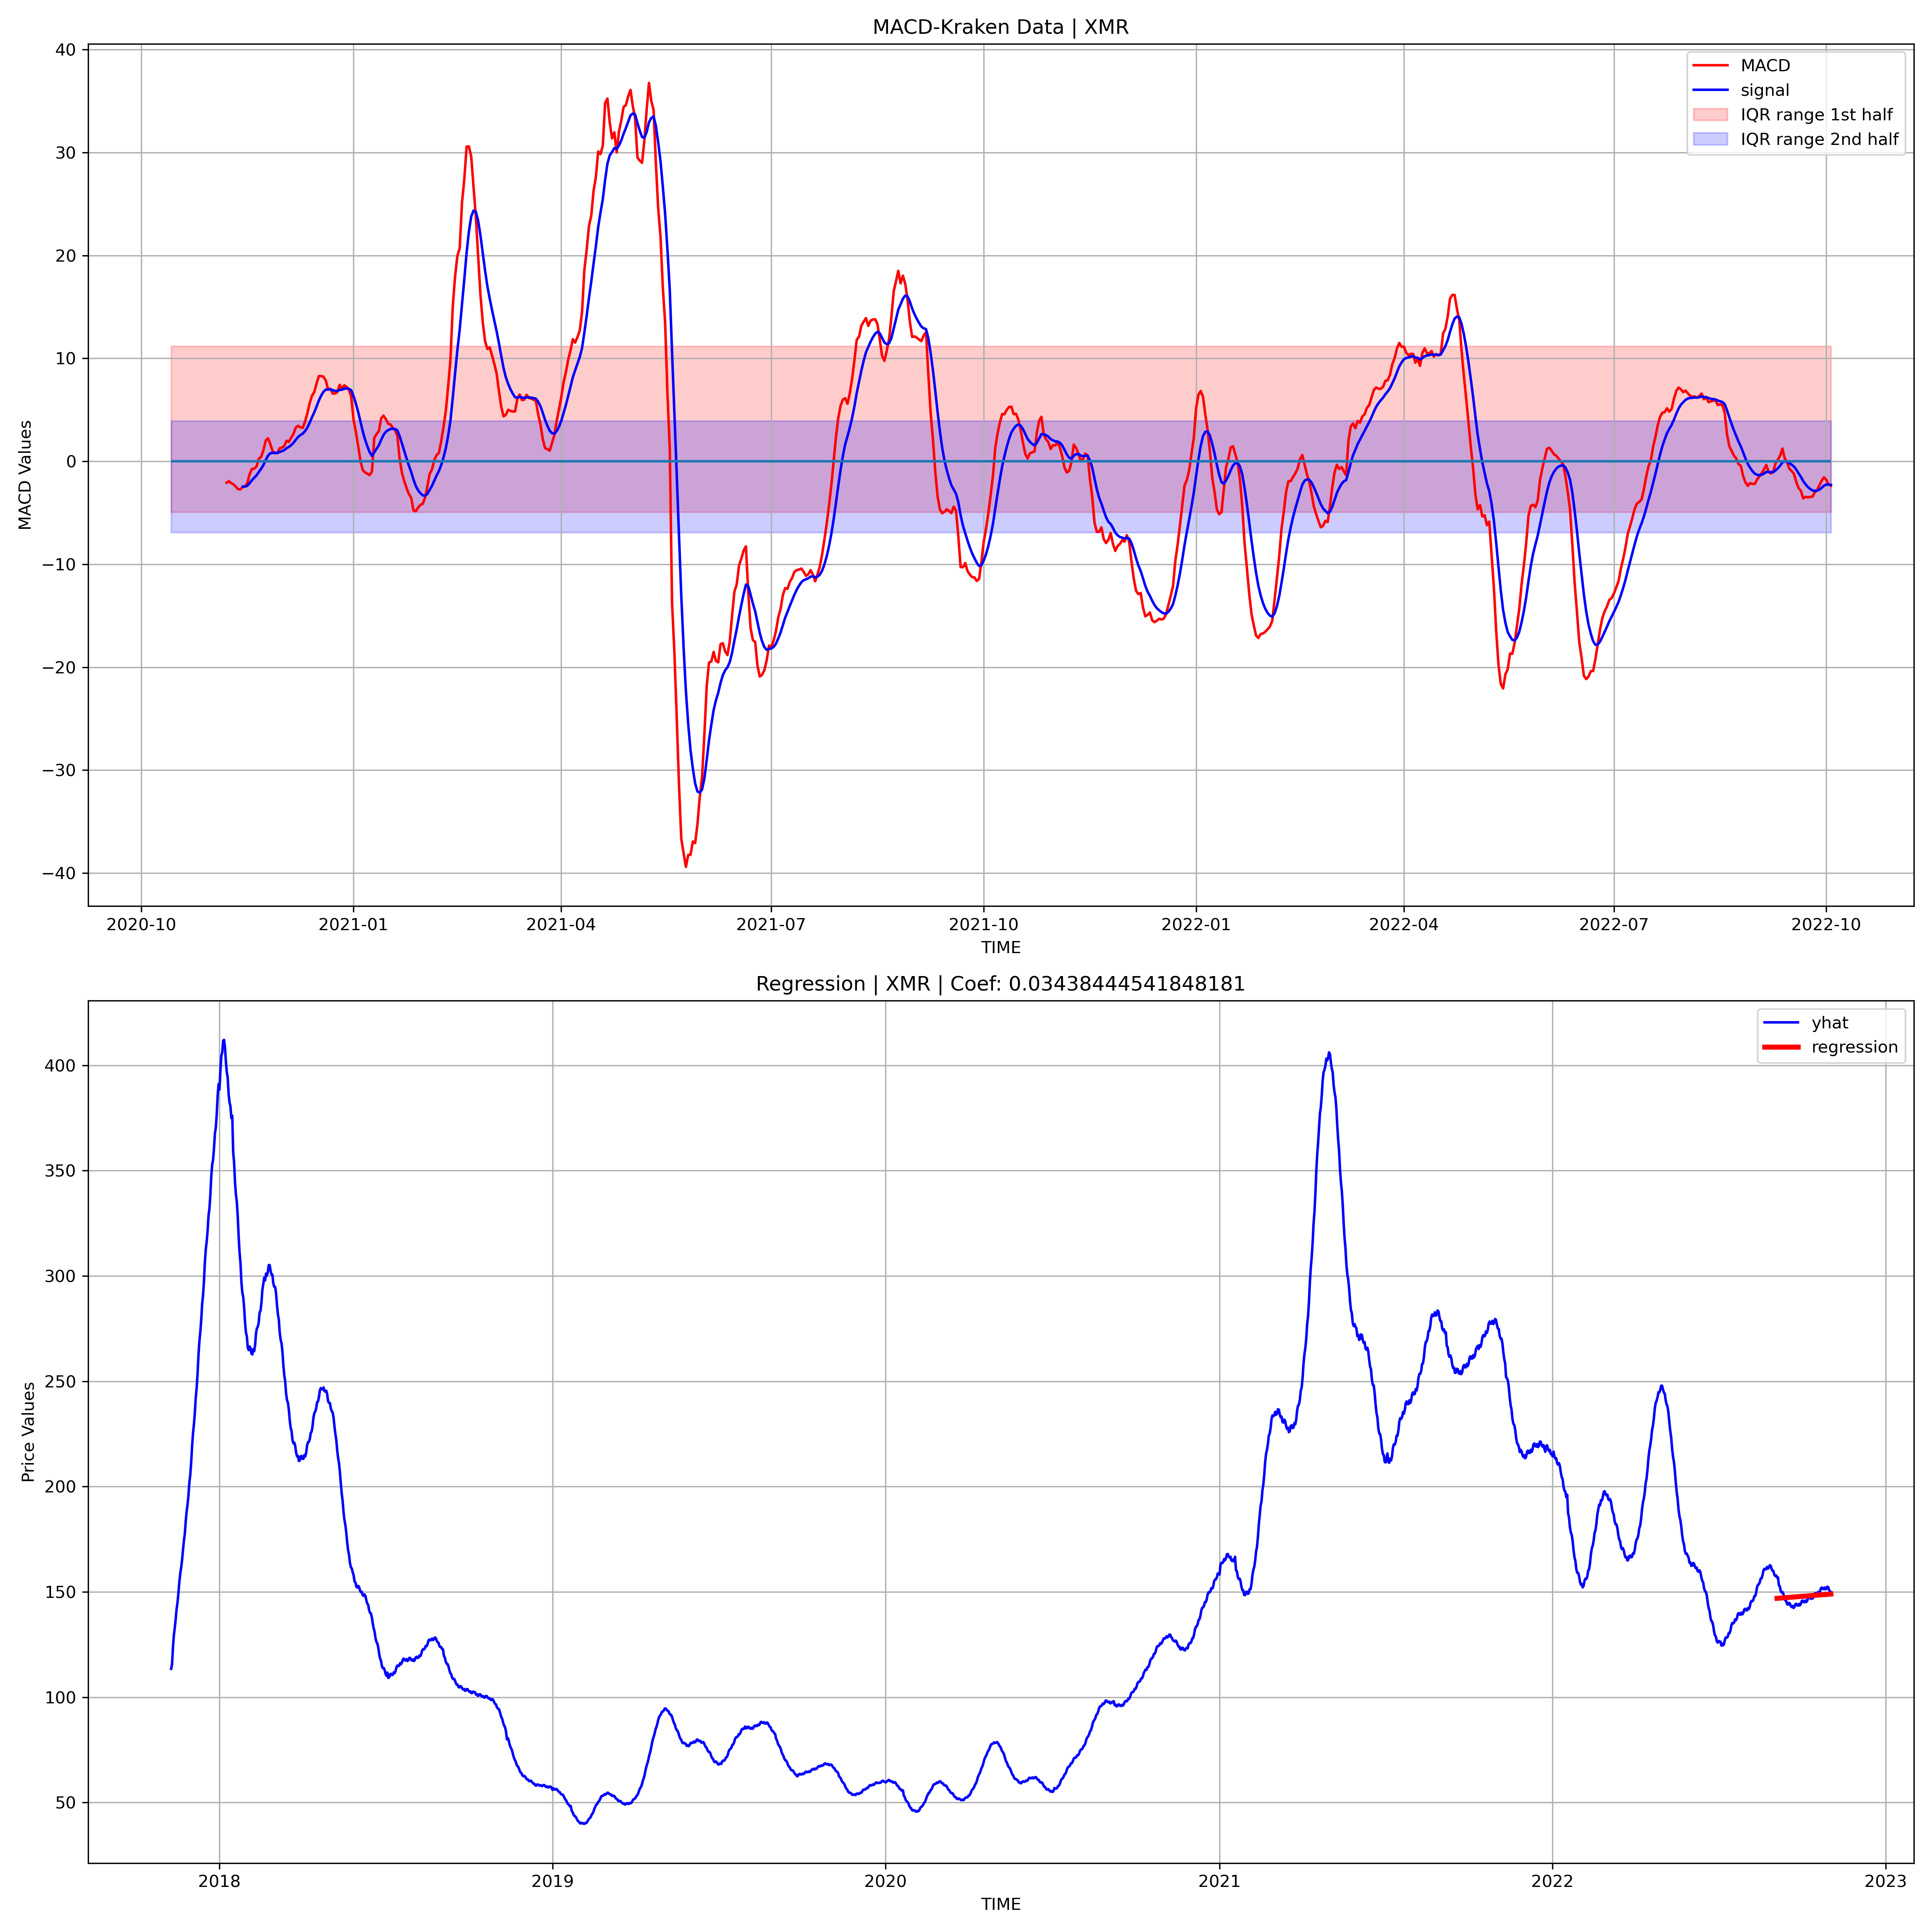 MACD-Kraken Data | XMR
MACD
signal
IQR range 1st half
IQR range 2nd half
MACD Values
40
30
20
10
0
−10
−20
−30
−40
2020-10 2021-01 2021-04 2021-07 2021-10 2022-01 2022-04 2022-07 2022-10
TIME
Regression | XMR | Coef: 0.03438444541848181
yhat
regression
Price Values
400
350
300
250
200
150
100
50
2018 2019 2020 2021 2022 2023
TIME